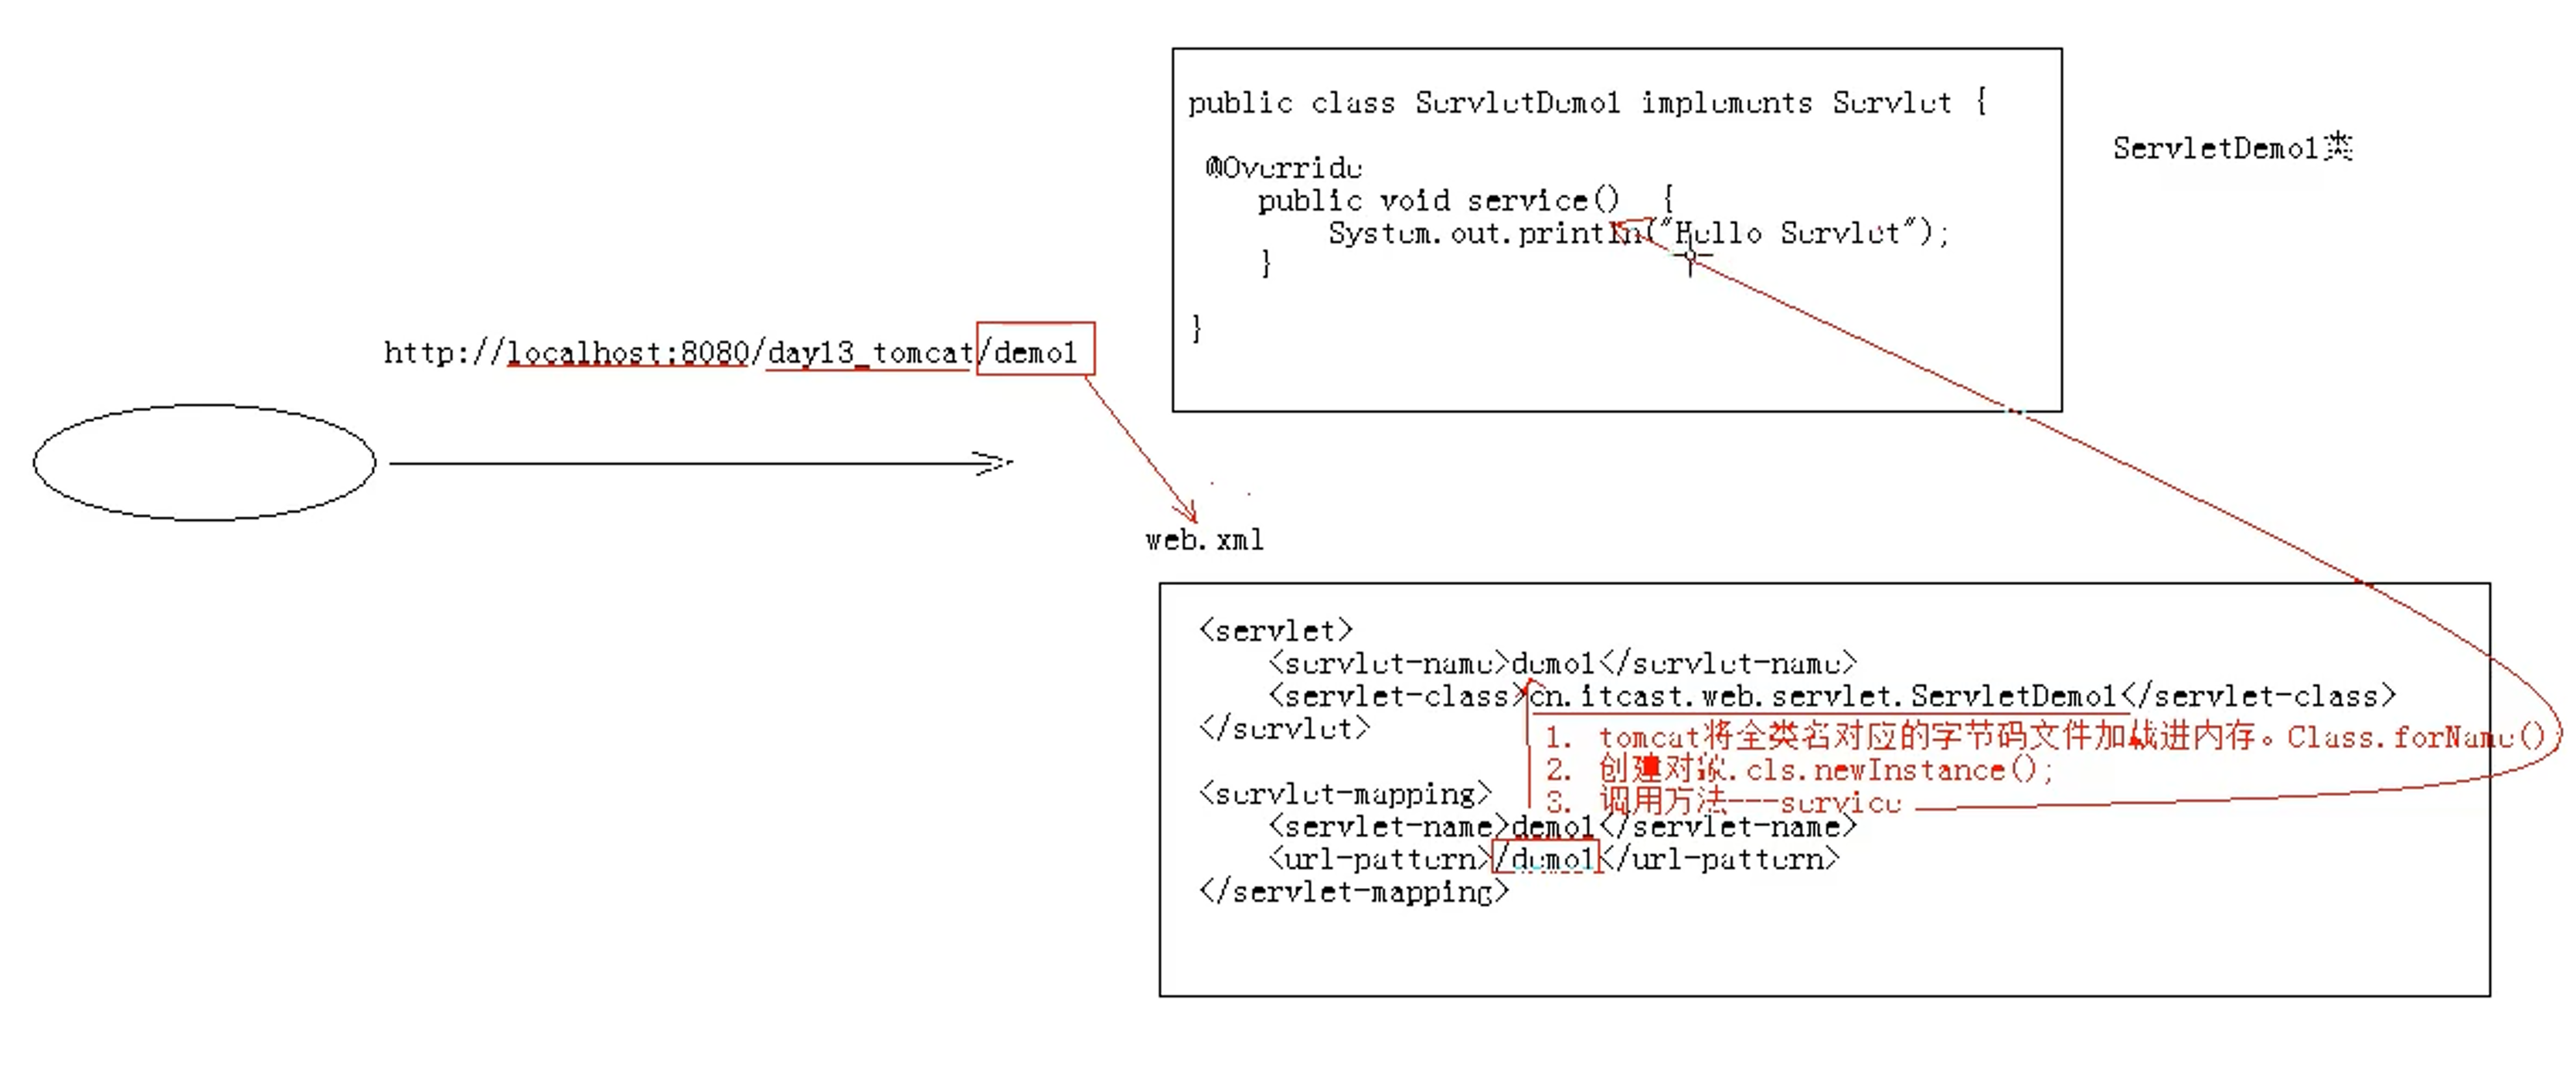 public class ServletDemo1 implements Servlet {
@Override
public void service() {
System.out.println("Hello Servlet");
}
}
ServletDemo1类
http://localhost:8080/day13_tomcat/demo1
web.xml
<servlet>
<servlet-name>demo1</servlet-name>
<servlet-class>cn.itcast.web.servlet.ServletDemo1</servlet-class>
</servlet>
1. tomcat将全类名对应的字节码文件加载进内存。Class.forName()
2. 创建对象.cls.newInstance();
3. 调用方法---service
<servlet-mapping>
<servlet-name>demo1</servlet-name>
<url-pattern>/demo1</url-pattern>
</servlet-mapping>